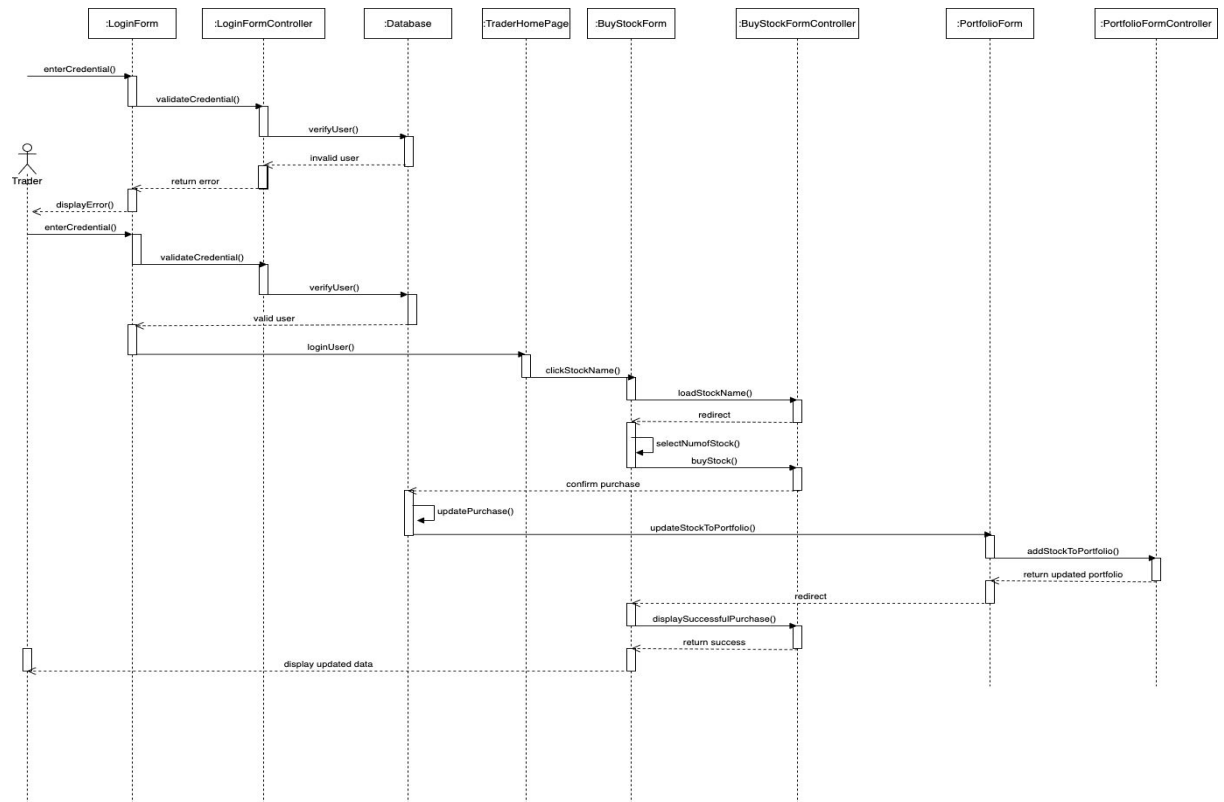 :LoginForm
:LoginFormController
:Database
:TraderHomePage
:BuyStockForm
:BuyStockFormController
:PortfolioForm
:PortfolioFormController
enterCredential()
validateCredential()
verifyUser()
invalid user
Trader
return error
displayError()
enterCredential()
validateCredential()
verifyUser()
valid user
loginUser()
clickStockName()
loadStockName()
redirect
selectNumofStock()
buyStock()
confirm purchase
updatePurchase()
updateStockToPortfolio()
addStockToPortfolio()
return updated portfolio
redirect
displaySuccessfulPurchase()
return success
display updated data